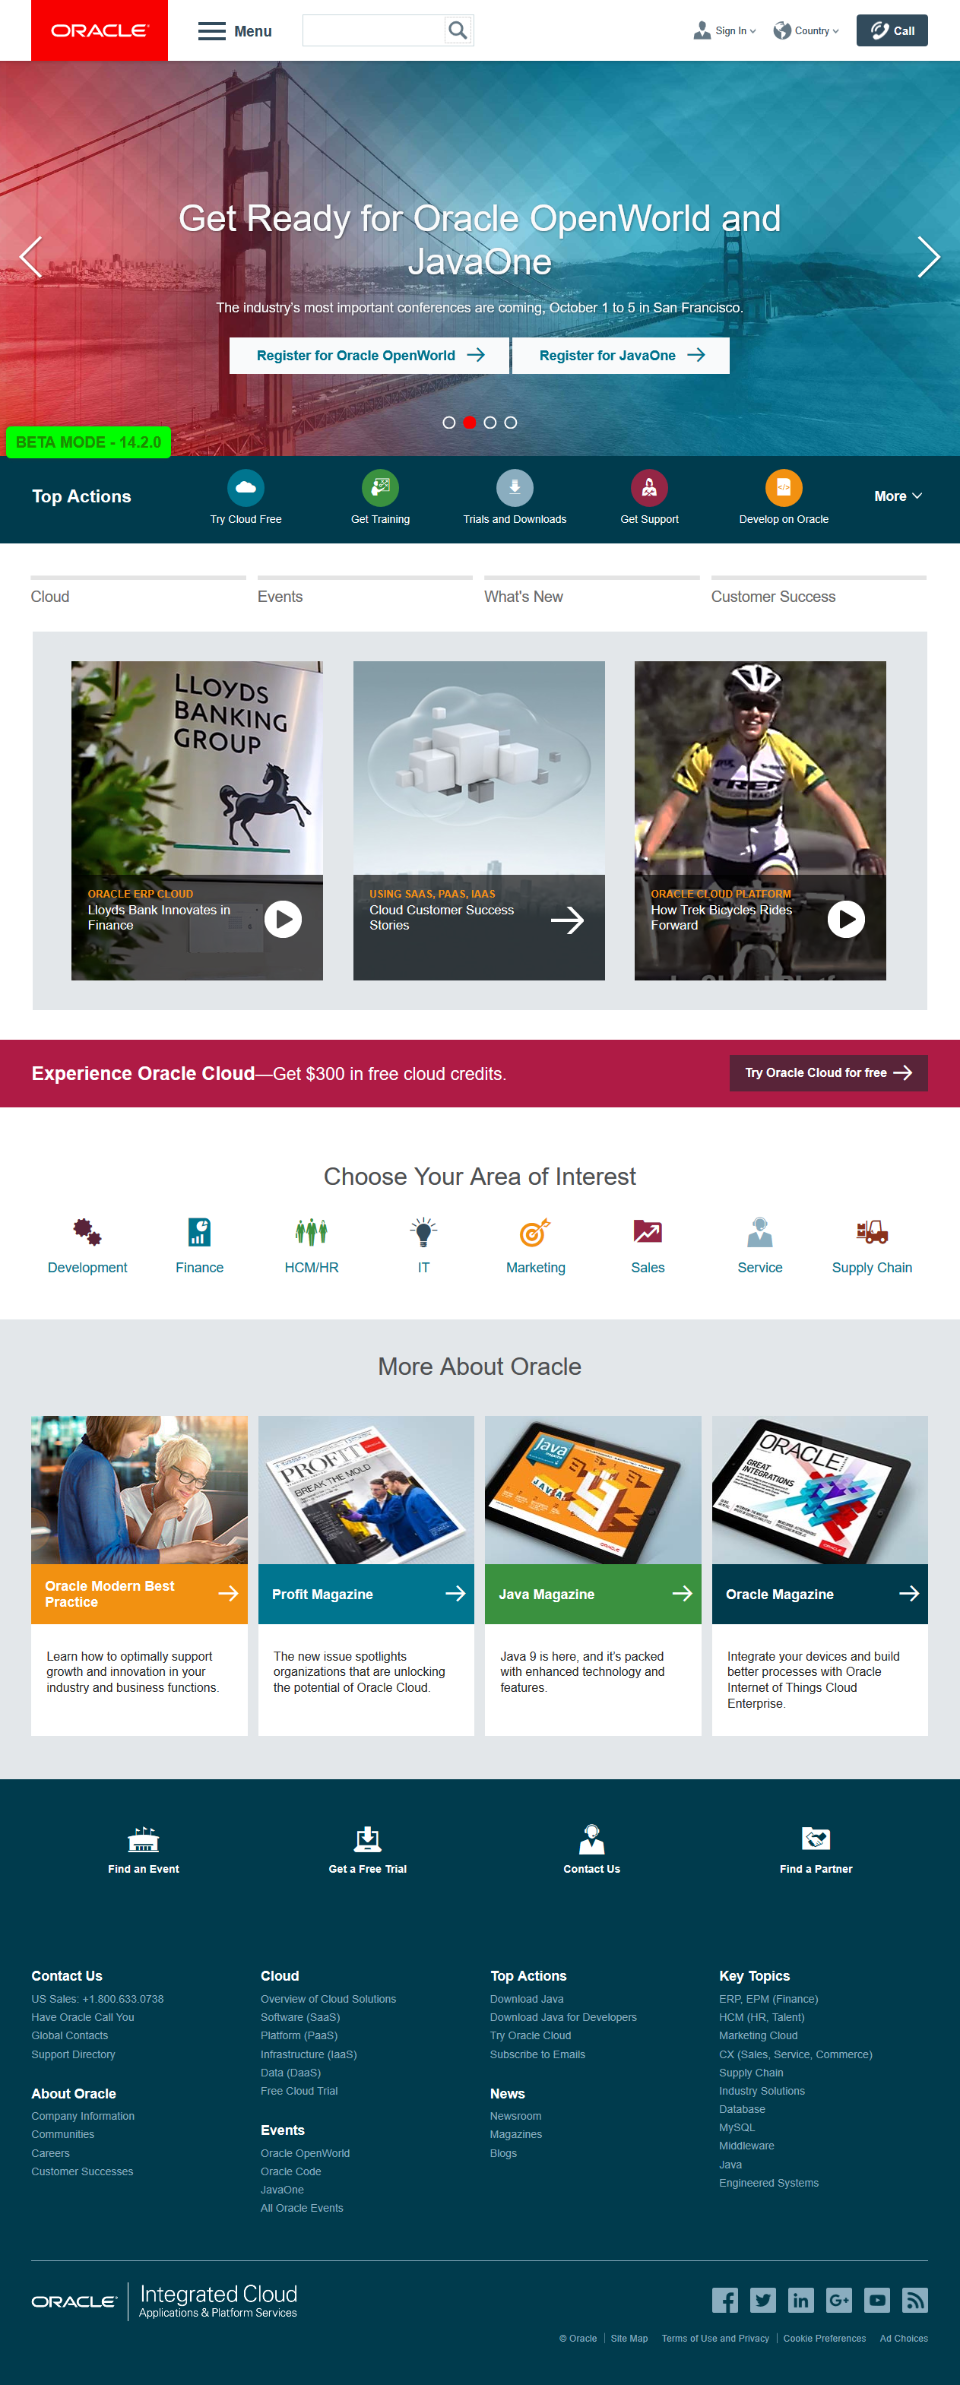 ORACLE
Menu
Sign In
Country
Call
Get Ready for Oracle OpenWorld and
JavaOne
The industry's most important conferences are coming, October 1 to 5 in San Francisco.
Register for Oracle OpenWorld
Register for JavaOne
BETA MODE - 14.2.0
Top Actions
Try Cloud Free
Get Training
Trials and Downloads
Get Support
Develop on Oracle
More
Cloud
Events
What's New
Customer Success
LLOYDS
BANKING
GROUP
ORACLE ERP CLOUD
Lloyds Bank Innovates in
Finance
USING SAAS, PAAS, IAAS
Cloud Customer Success
Stories
TREK
ORACLE CLOUD PLATFORM
How Trek Bicycles Rides
Forward
Experience Oracle Cloud—Get $300 in free cloud credits.
Try Oracle Cloud for free
Choose Your Area of Interest
Development
Finance
HCM/HR
IT
Marketing
Sales
Service
Supply Chain
More About Oracle
PROFIT
BREAK THE MOLD
java
JAVA
ORACLE
GREAT
INTEGRATIONS
Oracle Modern Best
Practice
Profit Magazine
Java Magazine
Oracle Magazine
Learn how to optimally support
growth and innovation in your
industry and business functions.
The new issue spotlights
organizations that are unlocking
the potential of Oracle Cloud.
Java 9 is here, and it's packed
with enhanced technology and
features.
Integrate your devices and build
better processes with Oracle
Internet of Things Cloud
Enterprise.
Find an Event
Get a Free Trial
Contact Us
Find a Partner
Contact Us
US Sales: +1.800.633.0738
Have Oracle Call You
Global Contacts
Support Directory
About Oracle
Company Information
Communities
Careers
Customer Successes
Cloud
Overview of Cloud Solutions
Software (SaaS)
Platform (PaaS)
Infrastructure (IaaS)
Data (DaaS)
Free Cloud Trial
Events
Oracle OpenWorld
Oracle Code
JavaOne
All Oracle Events
Top Actions
Download Java
Download Java for Developers
Try Oracle Cloud
Subscribe to Emails
News
Newsroom
Magazines
Blogs
Key Topics
ERP, EPM (Finance)
HCM (HR, Talent)
Marketing Cloud
CX (Sales, Service, Commerce)
Supply Chain
Industry Solutions
Database
MySQL
Middleware
Java
Engineered Systems
ORACLE
Integrated Cloud
Applications & Platform Services
© Oracle
Site Map
Terms of Use and Privacy
Cookie Preferences
Ad Choices